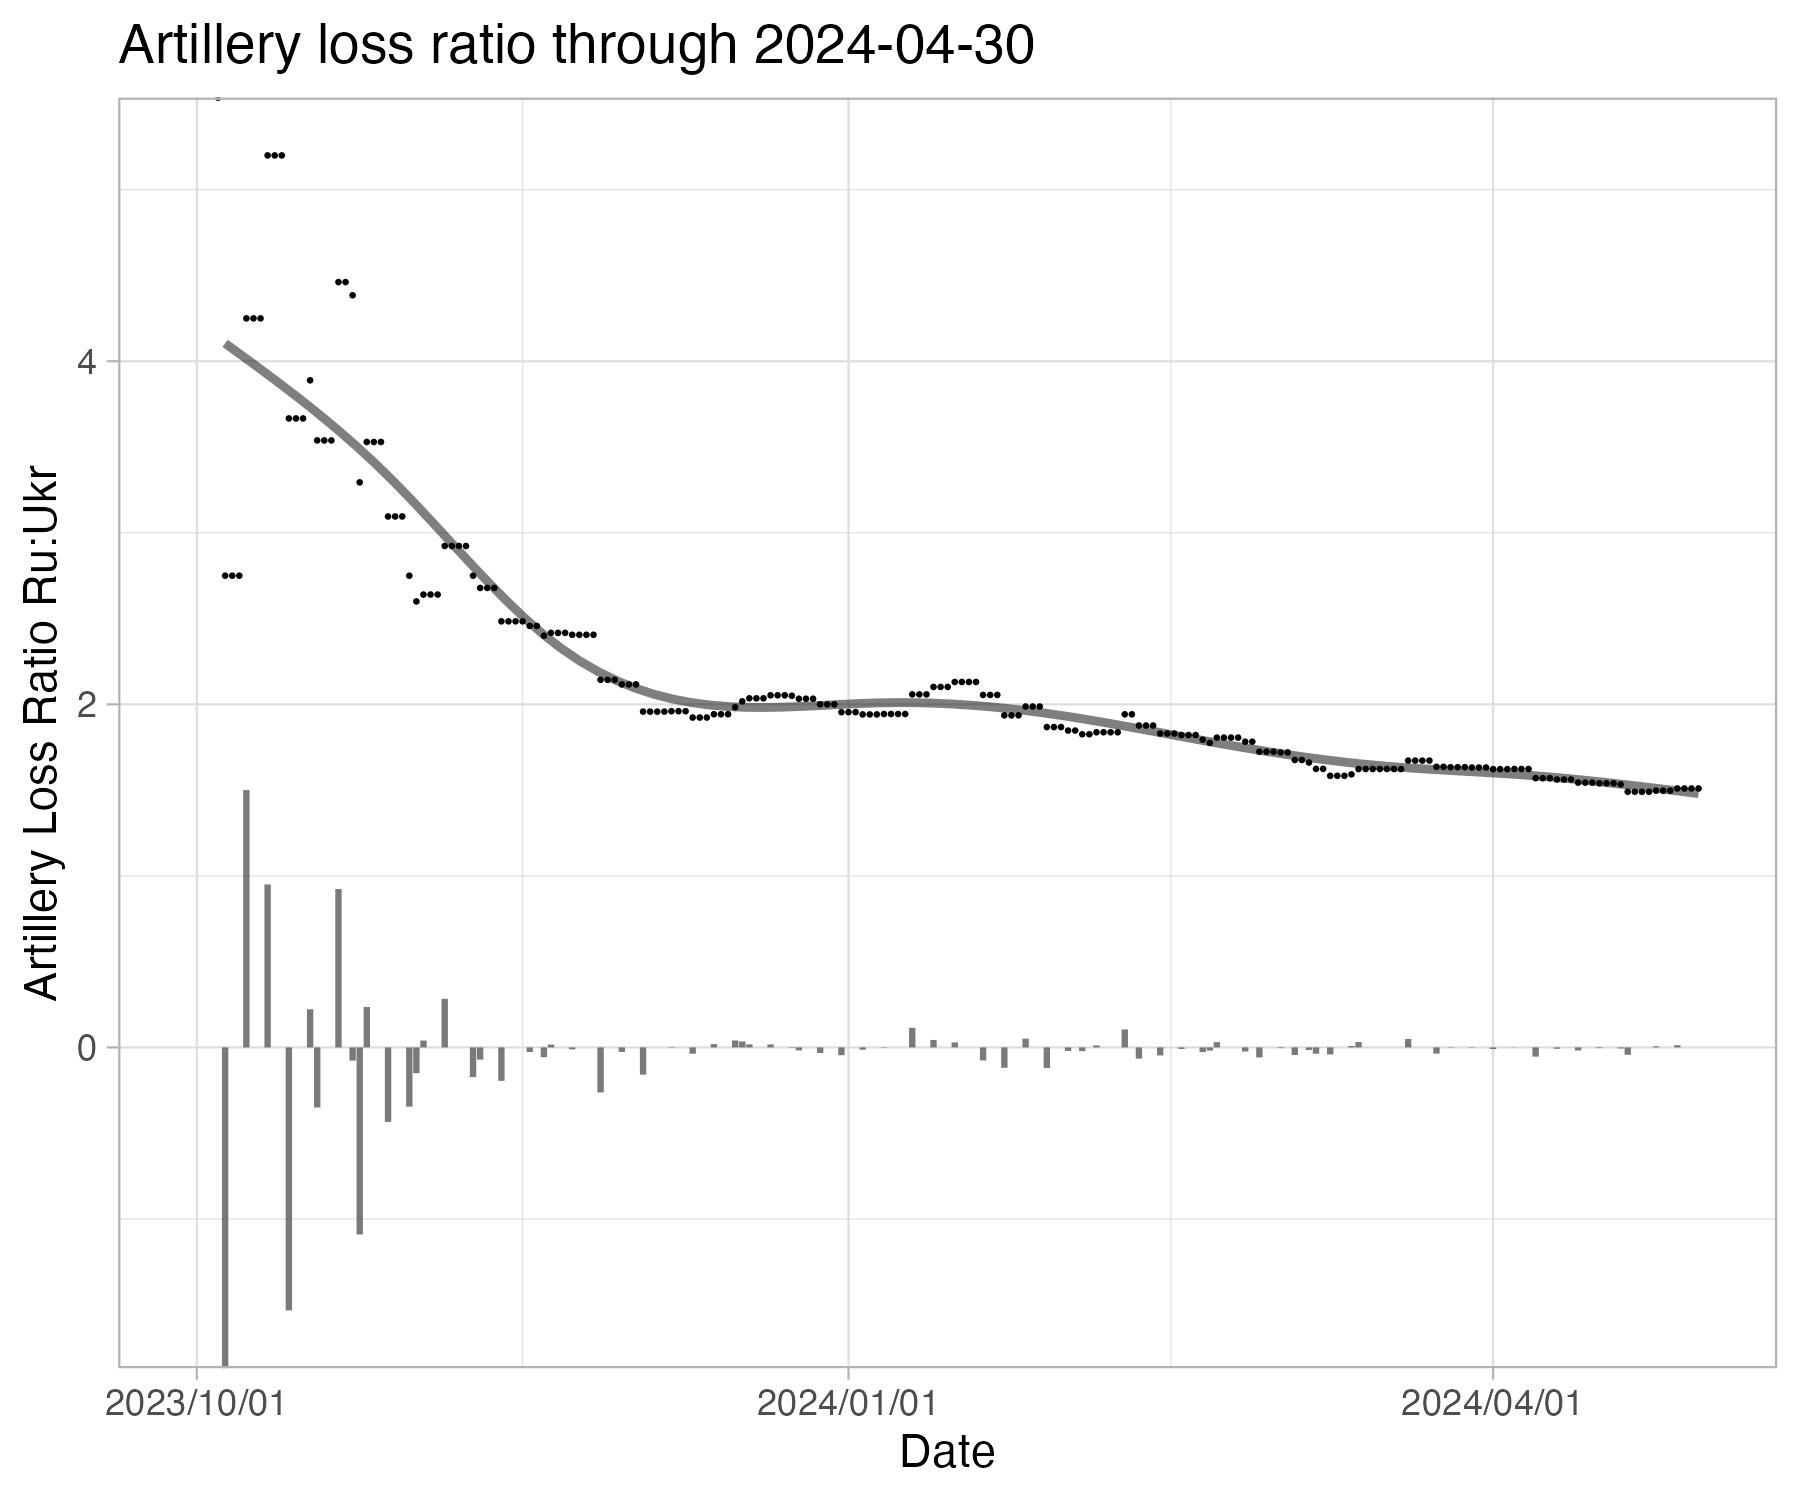 Artillery loss ratio through 2024-04-30
Artillery Loss Ratio Ru:Ukr
4
2
0
2023/10/01
2024/01/01
2024/04/01
Date